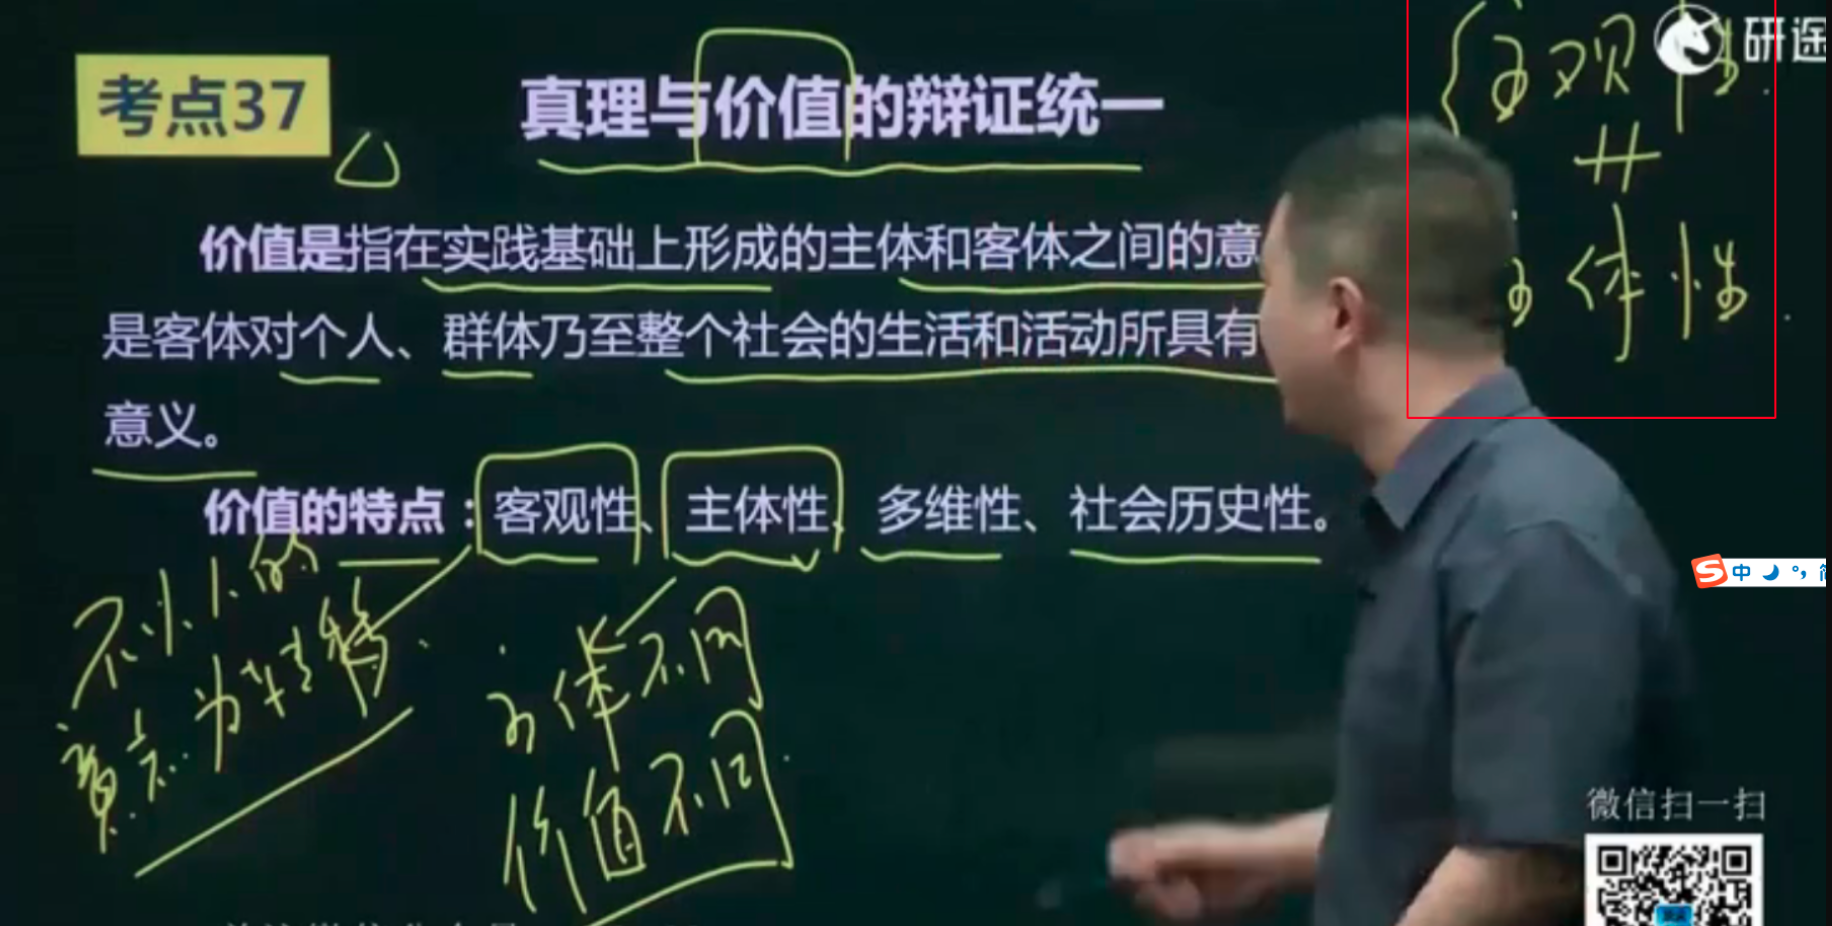 研途
考点37
真理与价值的辩证统一
主观性
主体性
价值是指在实践基础上形成的主体和客体之间的意
是客体对个人、群体乃至整个社会的生活和活动所具有
意义。
价值的特点：客观性、主体性、多维性、社会历史性。
不以人的
意志为转移
主体不同
价值不同
中
微信扫一扫